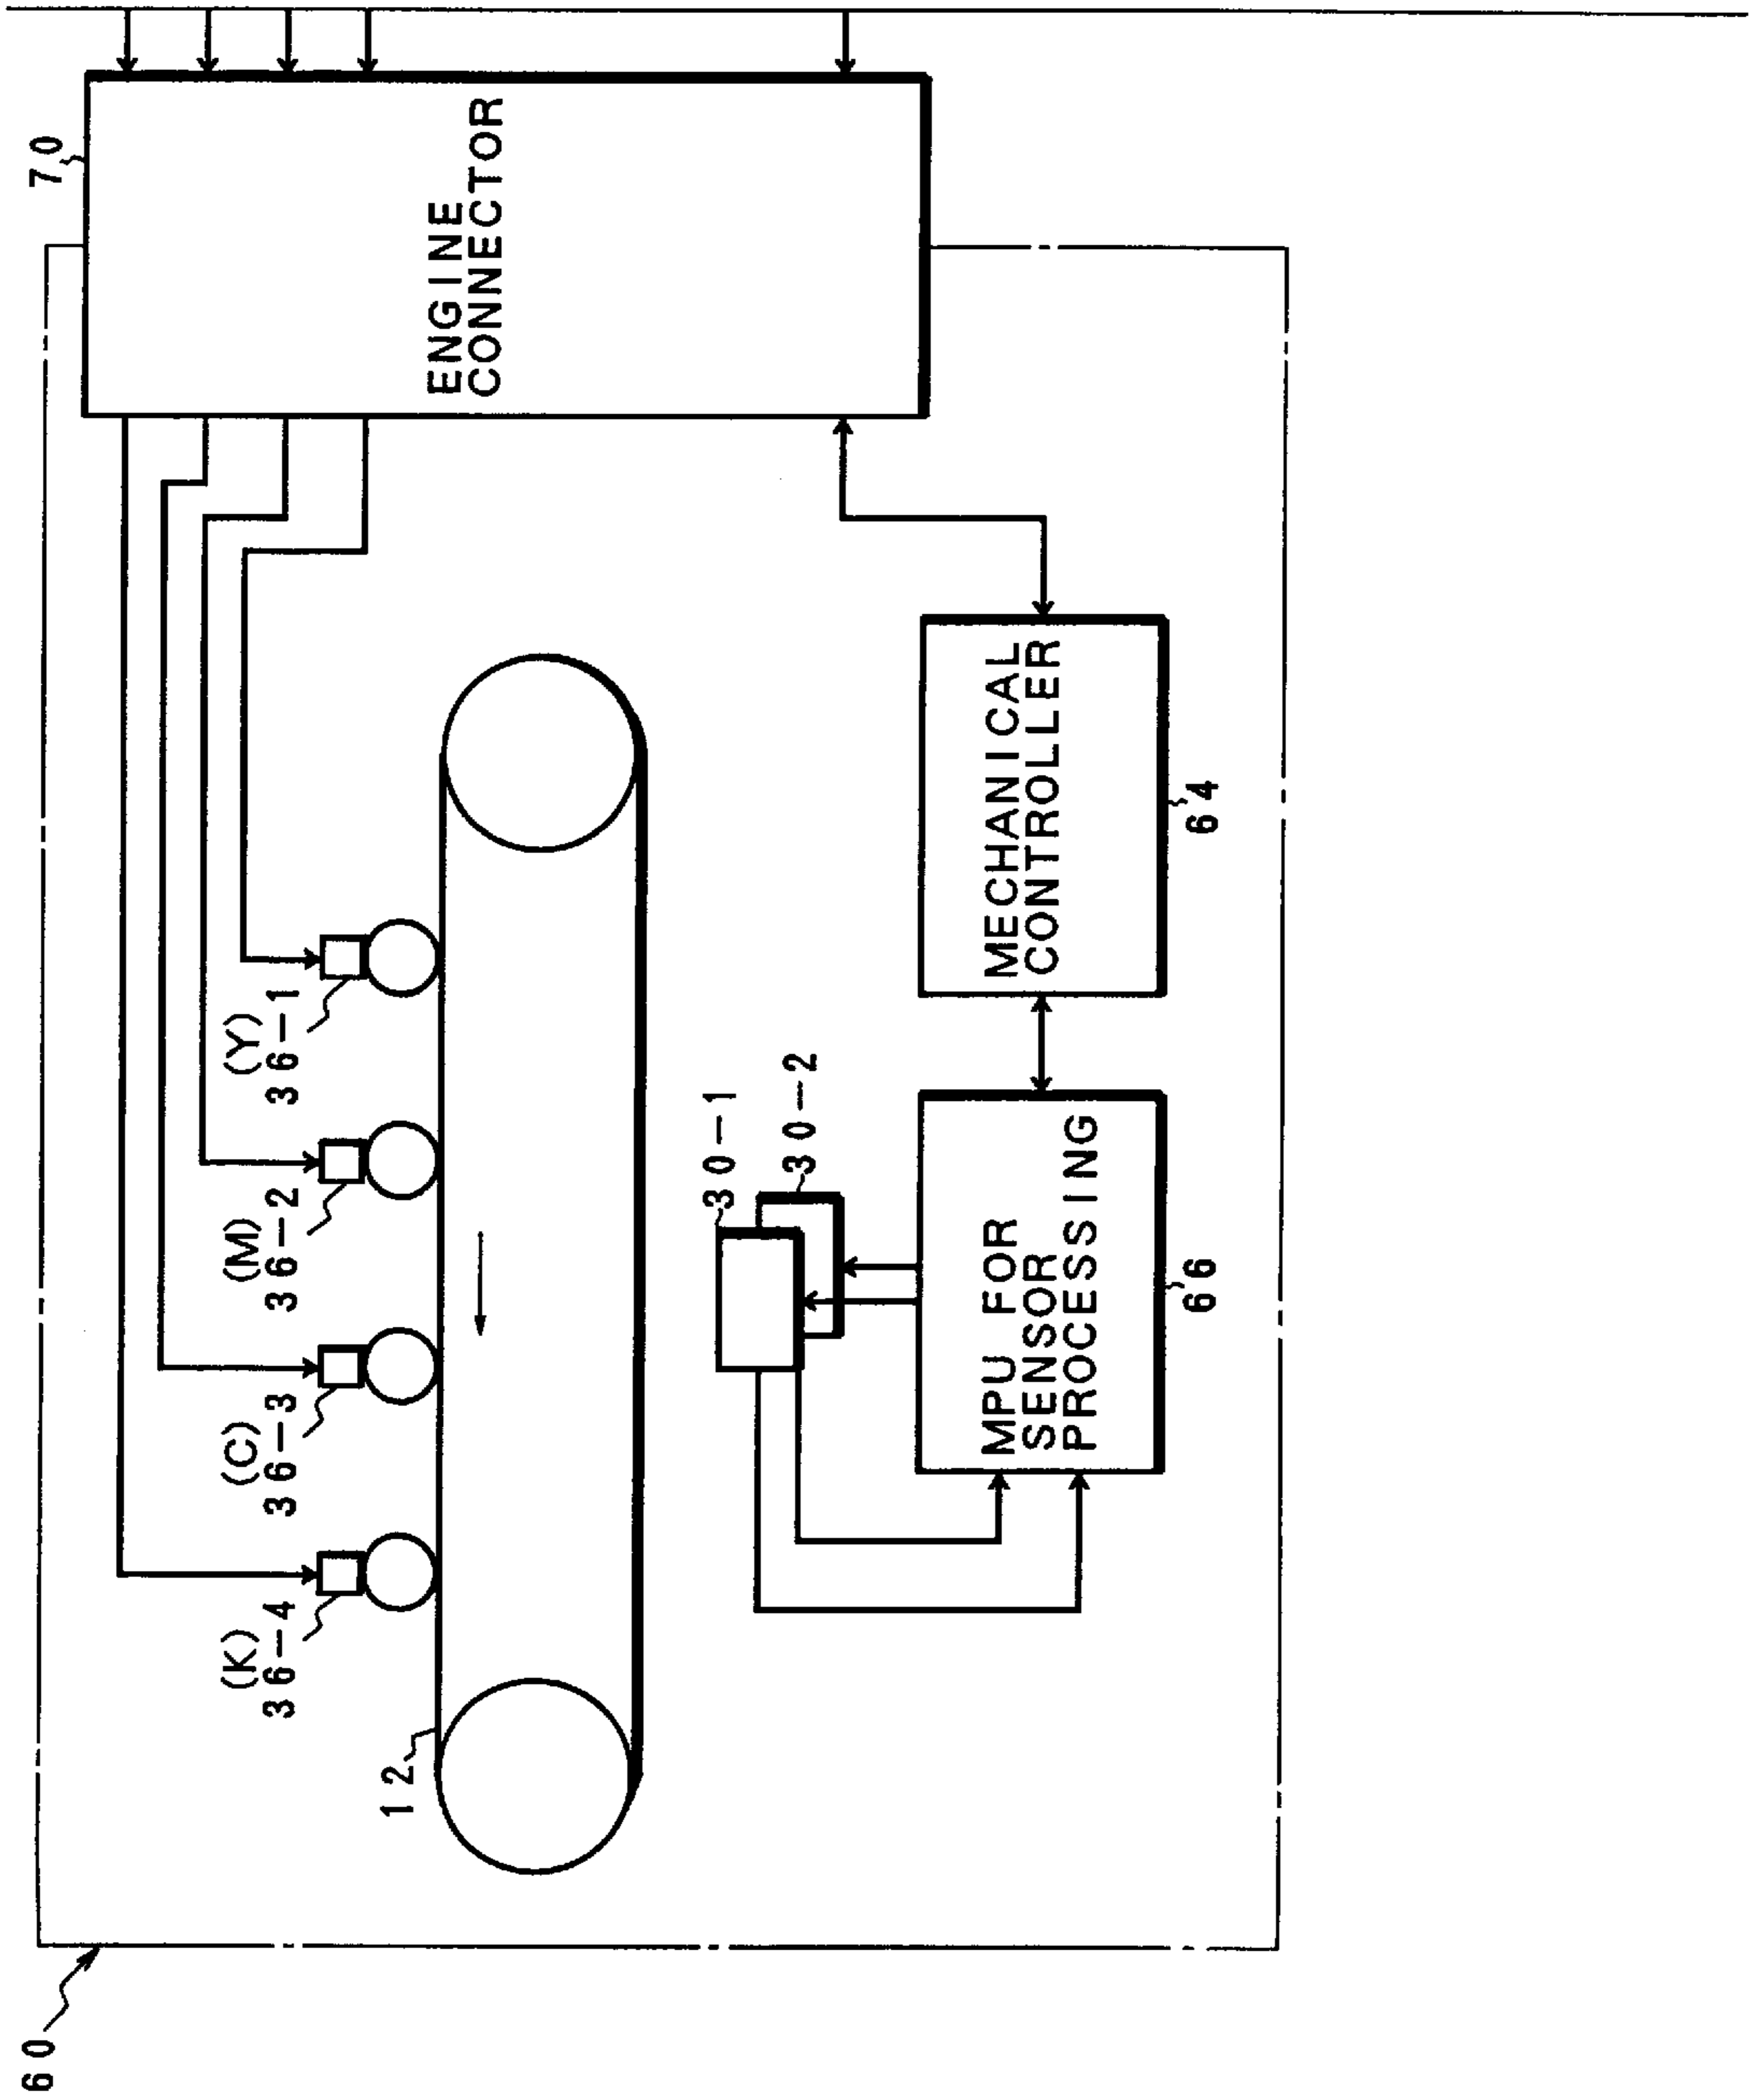 60
70
ENGINE
CONNECTOR
(K)
36-4
(C)
36-3
(M)
36-2
(Y)
36-1
12
30-1
30-2
MPU FOR
SENSOR
PROCESSING
66
MECHANICAL
CONTROLLER
64